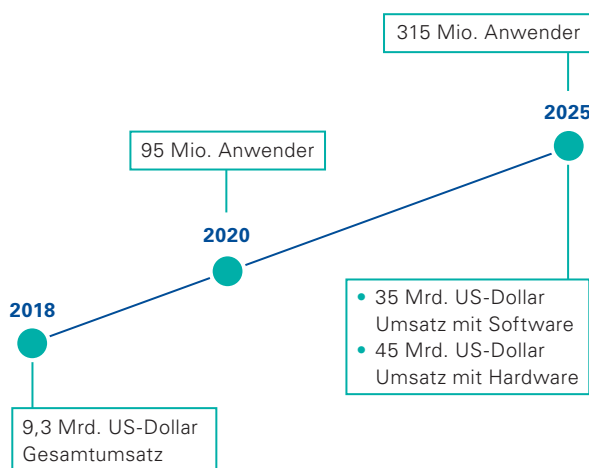 315 Mio. Anwender
2025
95 Mio. Anwender
2020
2018
• 35 Mrd. US-Dollar
Umsatz mit Software
• 45 Mrd. US-Dollar
Umsatz mit Hardware
9,3 Mrd. US-Dollar
Gesamtumsatz